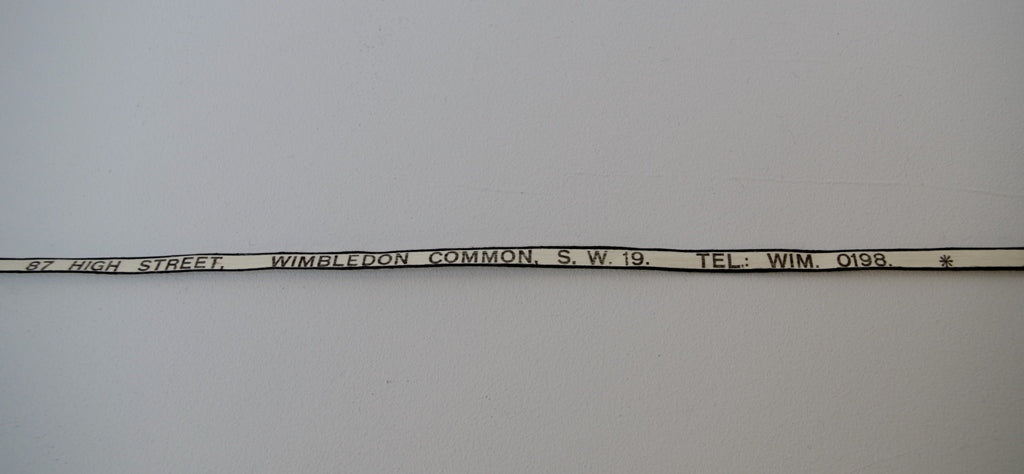 87 HIGH STREET, WIMBLEDON COMMON, S. W. 19. TEL.: WIM. 0198. *